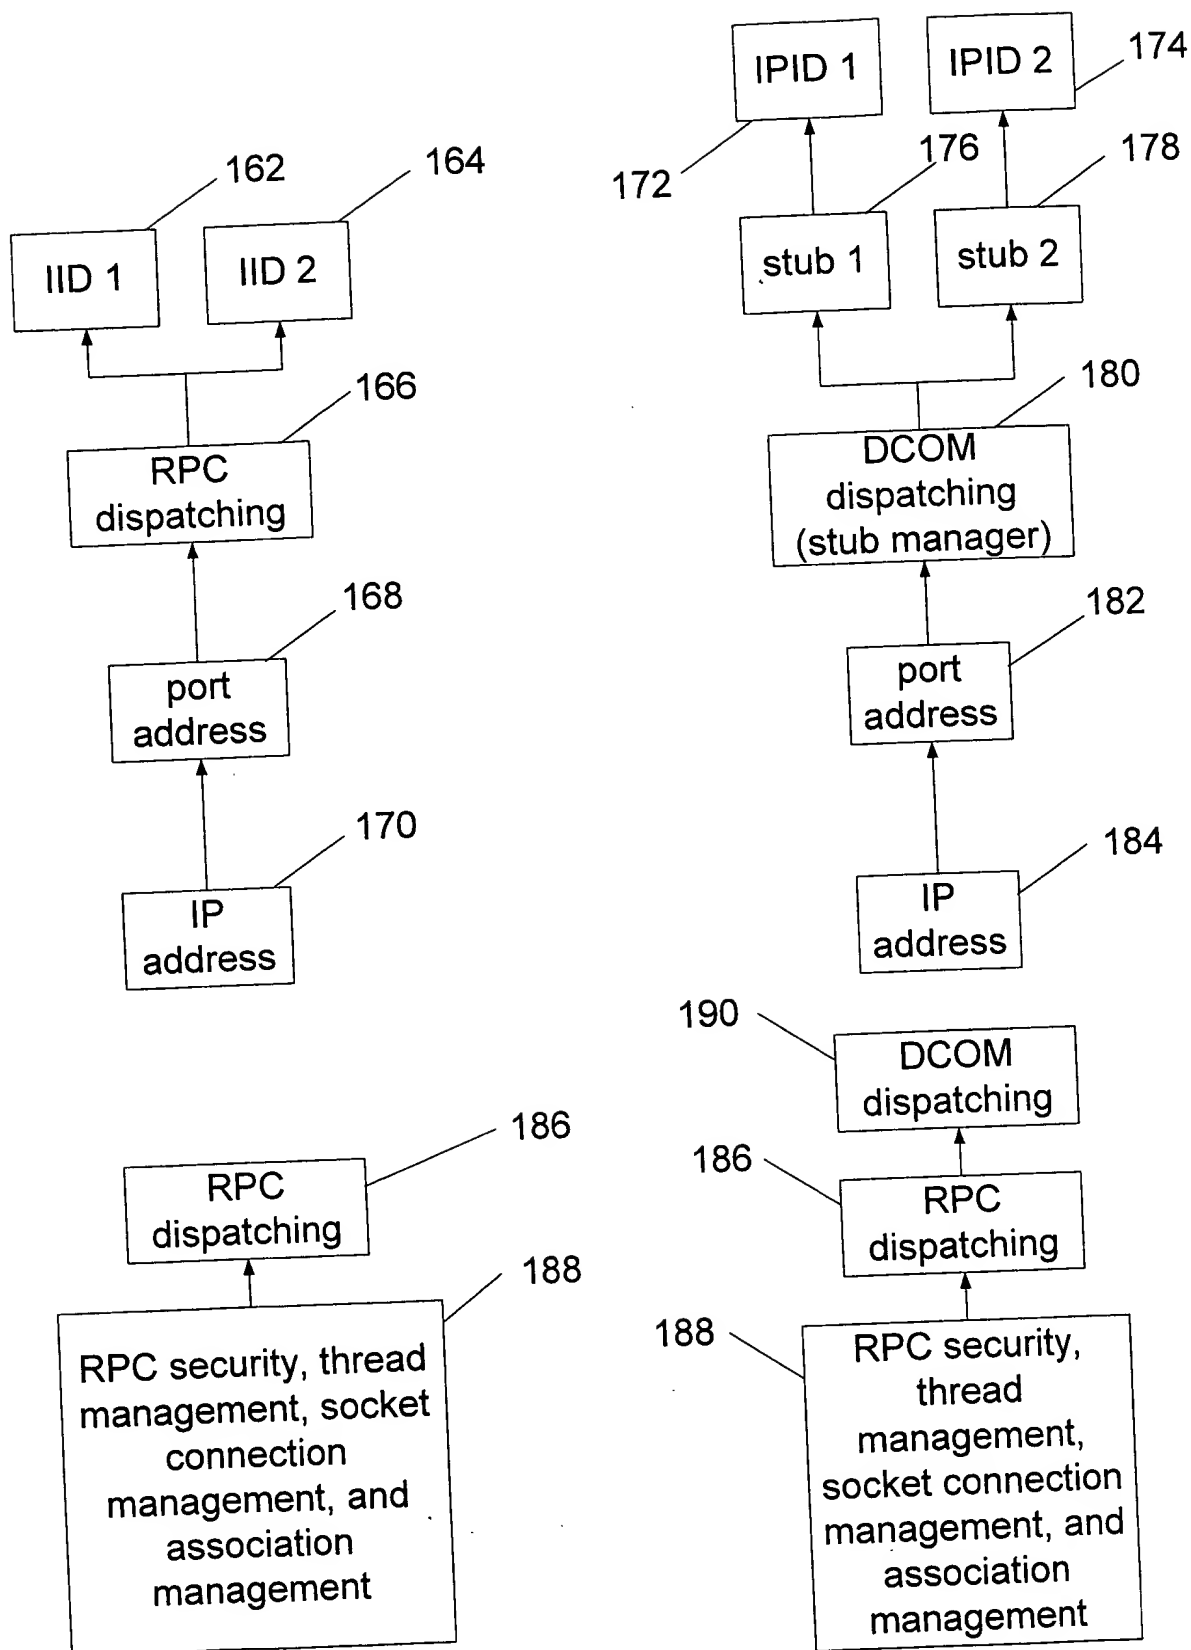 IPID 1
IPID 2
174
172
176
178
162
164
IID 1
IID 2
stub 1
stub 2
166
RPC
dispatching
180
DCOM
dispatching
(stub manager)
168
port
address
182
port
address
170
IP
address
184
IP
address
190
DCOM
dispatching
186
RPC
dispatching
186
RPC
dispatching
188
RPC security, thread
management, socket
connection
management, and
association
management
188
RPC security,
thread
management,
socket connection
management, and
association
management